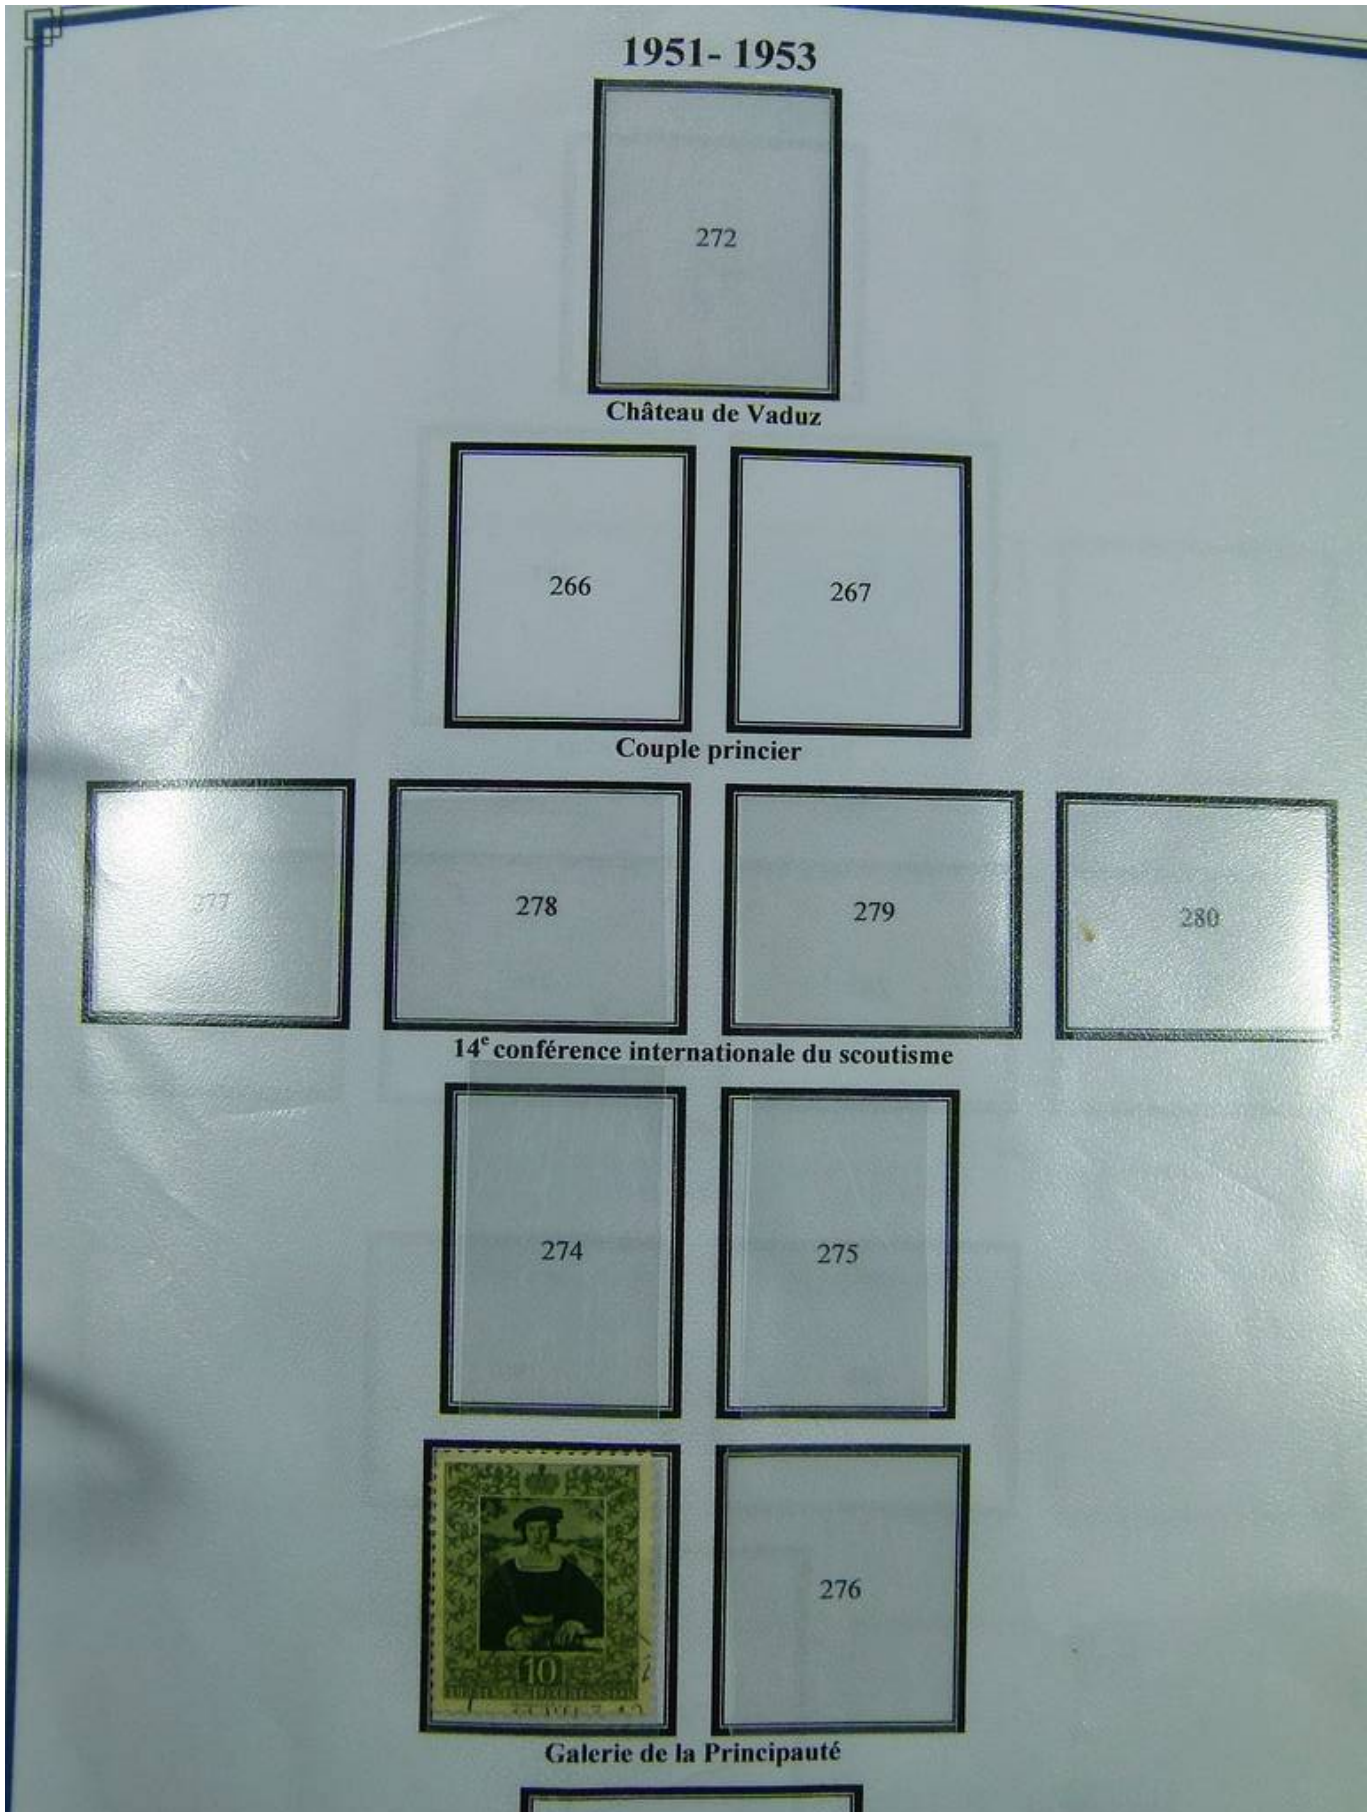 1951- 1953
272
Château de Vaduz
266 267
Couple princier
277 278 279 280
14e conférence internationale du scoutisme
274 275
10
276
Galerie de la Principauté